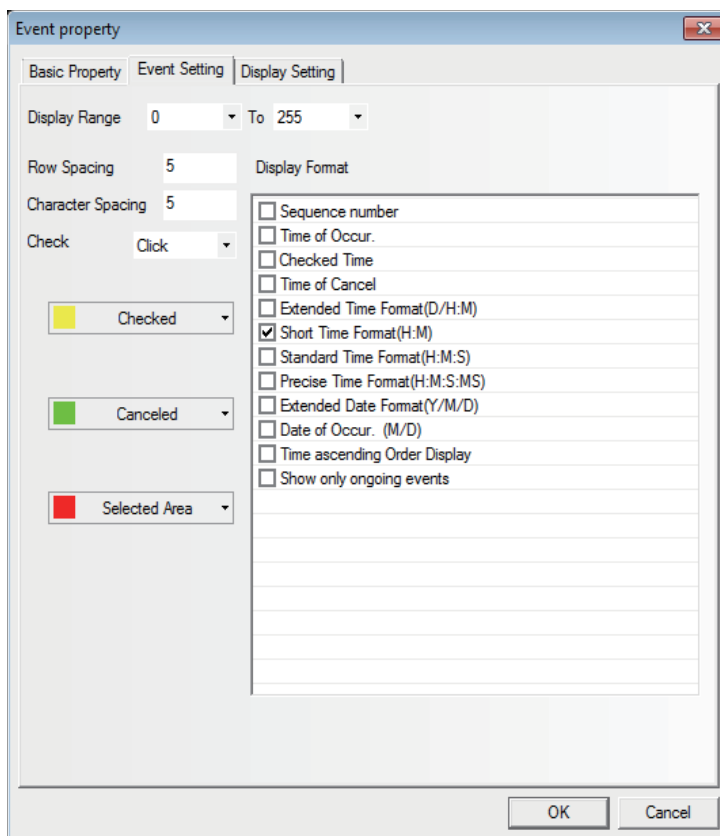 Event property
Basic Property Event Setting Display Setting
Display Range 0 To 255
Row Spacing 5 Display Format
Character Spacing 5
Check Click
Checked
Canceled
Selected Area
Sequence number
Time of Occur.
Checked Time
Time of Cancel
Extended Time Format(D/H:M)
Short Time Format(H:M)
Standard Time Format(H:M:S)
Precise Time Format(H:M:S:MS)
Extended Date Format(Y/M/D)
Date of Occur. (M/D)
Time ascending Order Display
Show only ongoing events
OK Cancel